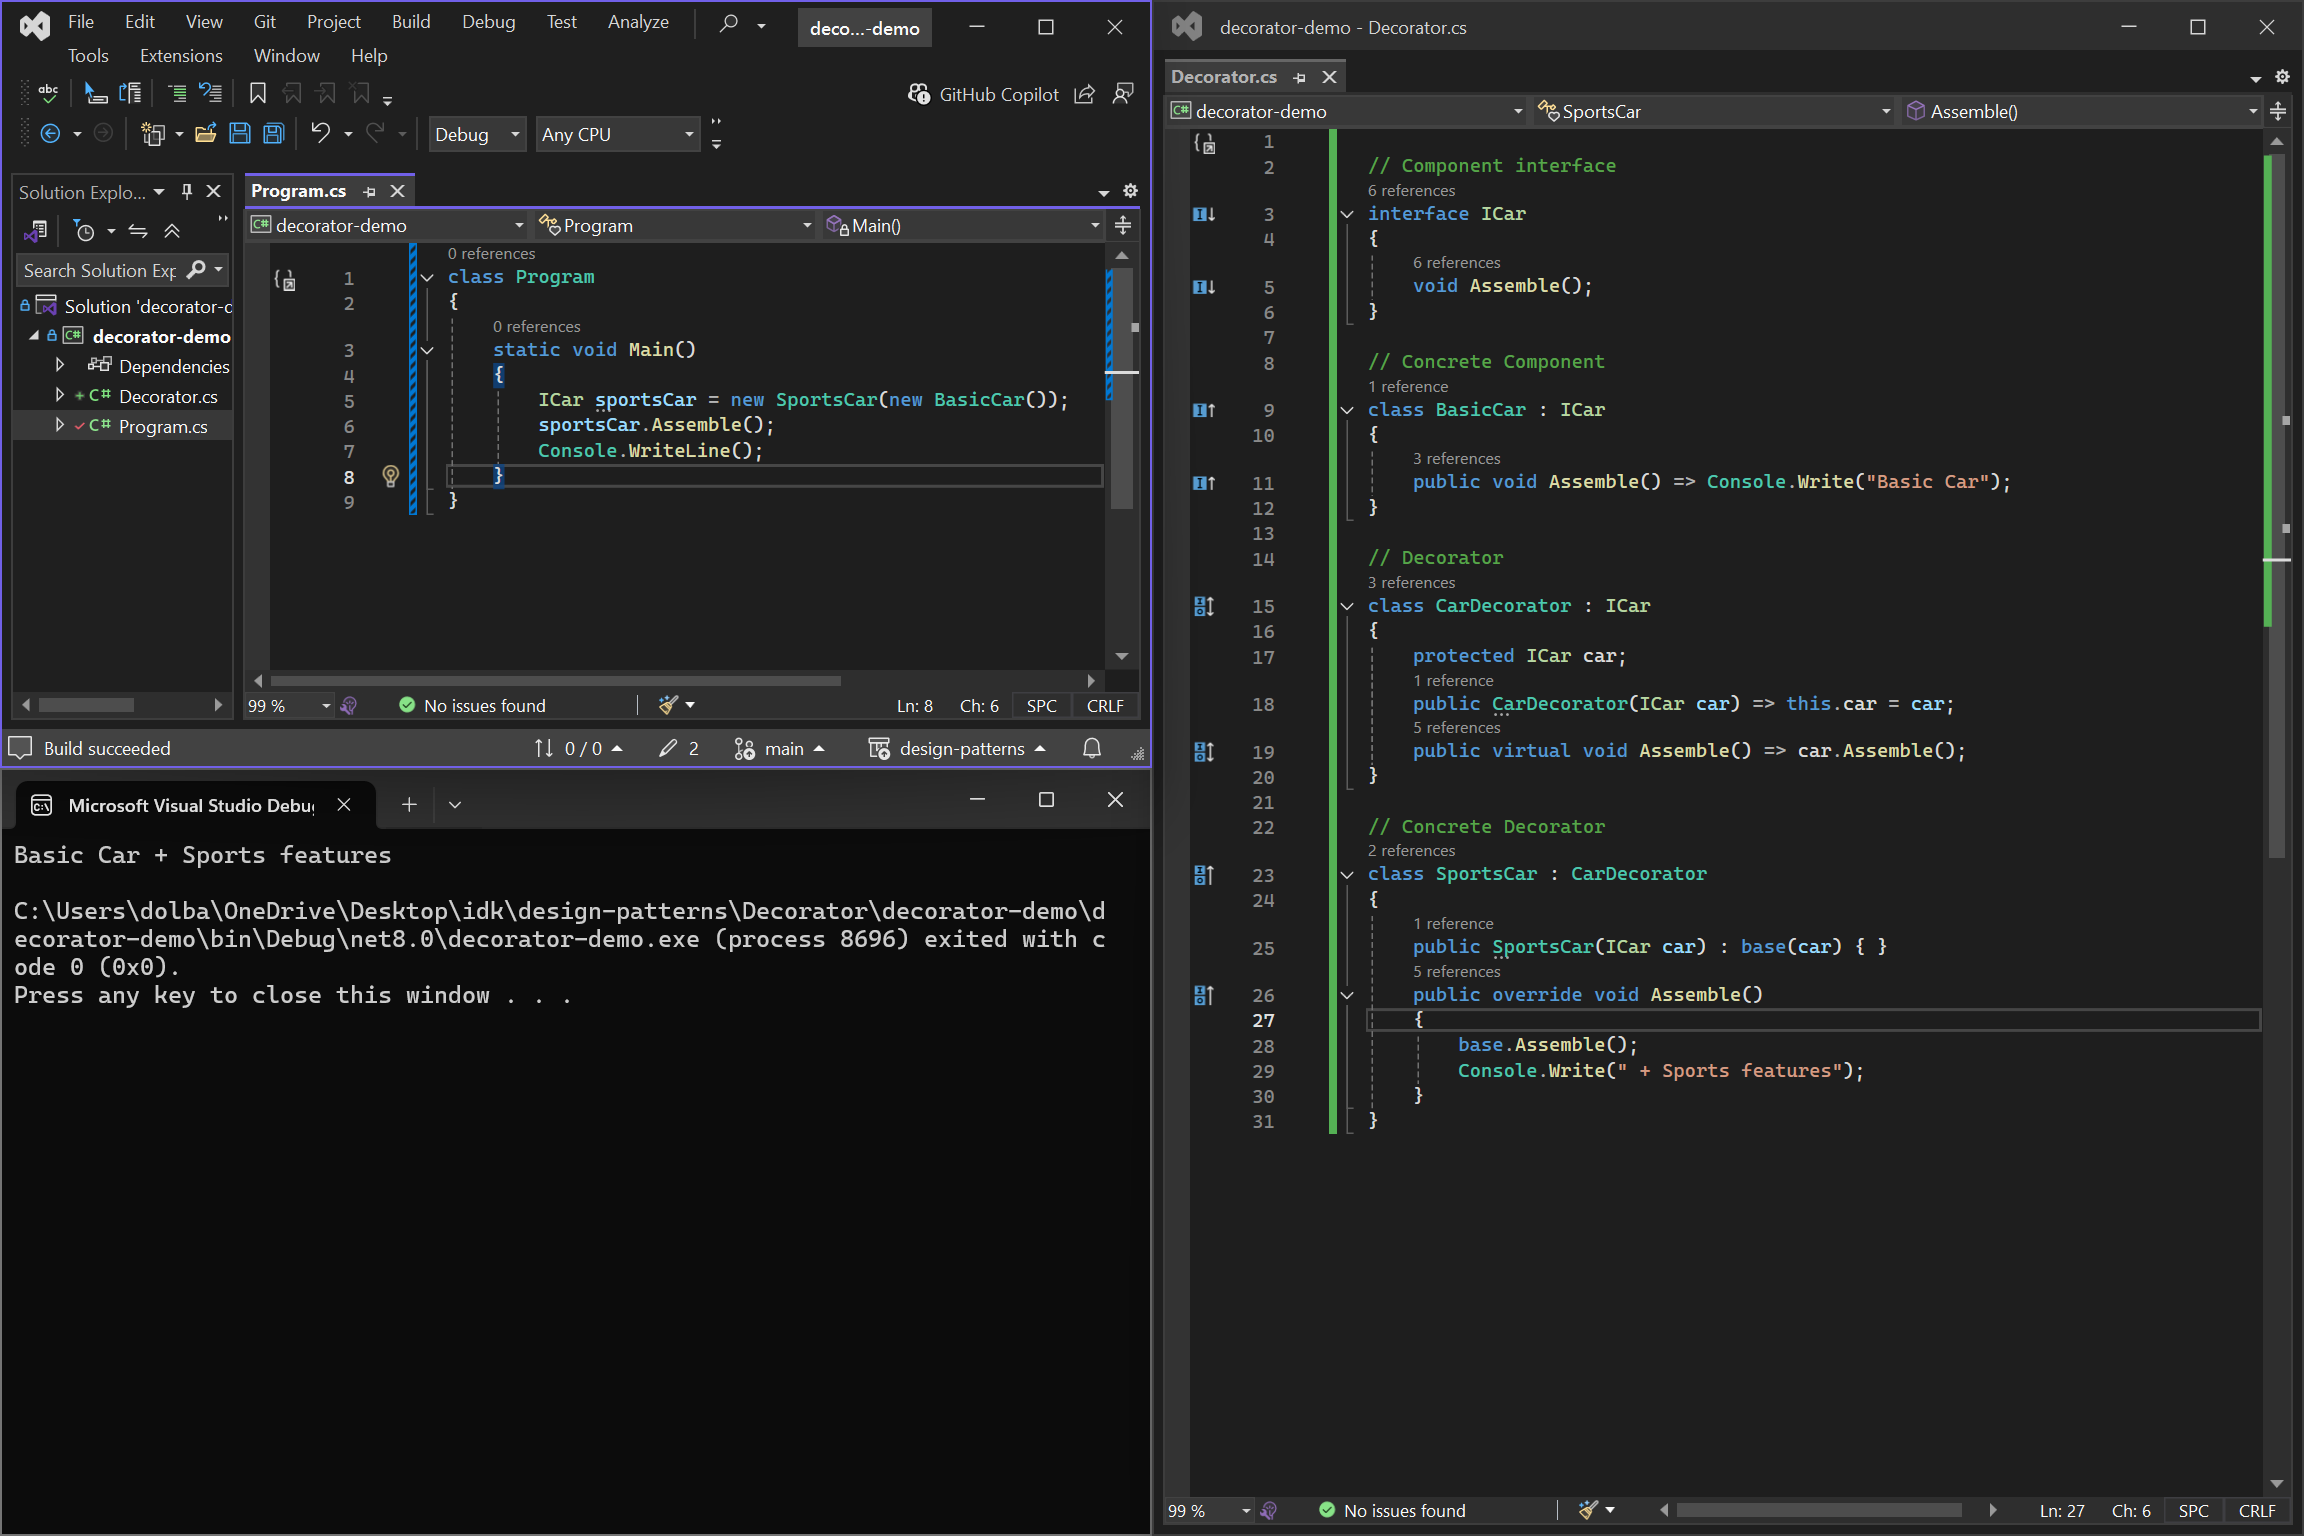 File Edit View Git Project Build Debug Test Analyze
deco...-demo
Tools Extensions Window Help
abc
GitHub Copilot
Debug Any CPU
Solution Explo...
Search Solution Exp
Solution 'decorator-d
C# decorator-demo
Dependencies
+ C# Decorator.cs
C# Program.cs
Program.cs
C# decorator-demo Program Main()
0 references
1 class Program
2 {
0 references
3 static void Main()
4 {
5 ICar sportsCar = new SportsCar(new BasicCar());
6 sportsCar.Assemble();
7 Console.WriteLine();
8 }
9 }
99 % No issues found Ln: 8 Ch: 6 SPC CRLF
Build succeeded 0 / 0 2 main design-patterns
Microsoft Visual Studio Debu
Basic Car + Sports features
C:\Users\dolba\OneDrive\Desktop\idk\design-patterns\Decorator\decorator-demo\d
ecorator-demo\bin\Debug\net8.0\decorator-demo.exe (process 8696) exited with c
ode 0 (0x0).
Press any key to close this window . . .
decorator-demo - Decorator.cs
Decorator.cs
C# decorator-demo SportsCar Assemble()
1
2 // Component interface
6 references
3 interface ICar
4 {
6 references
5 void Assemble();
6 }
7
8 // Concrete Component
1 reference
9 class BasicCar : ICar
10 {
3 references
11 public void Assemble() => Console.Write("Basic Car");
12 }
13
14 // Decorator
3 references
15 class CarDecorator : ICar
16 {
17 protected ICar car;
1 reference
18 public CarDecorator(ICar car) => this.car = car;
5 references
19 public virtual void Assemble() => car.Assemble();
20 }
21
22 // Concrete Decorator
2 references
23 class SportsCar : CarDecorator
24 {
1 reference
25 public SportsCar(ICar car) : base(car) { }
5 references
26 public override void Assemble()
27 {
28 base.Assemble();
29 Console.Write(" + Sports features");
30 }
31 }
99 % No issues found Ln: 27 Ch: 6 SPC CRLF